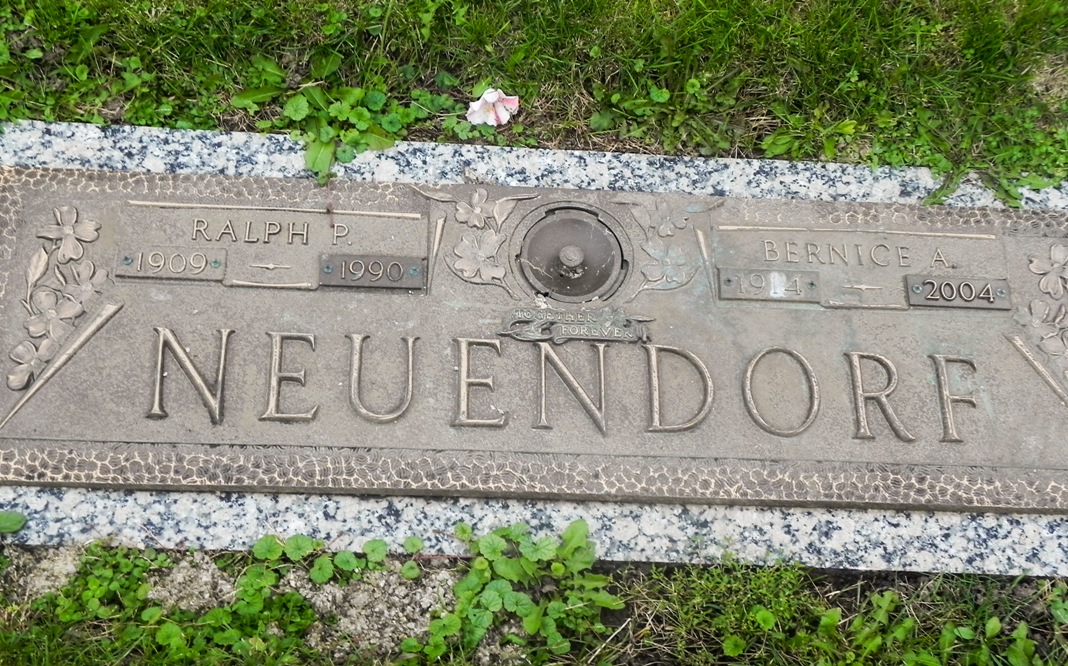 RALPH P.
1909 1990
BERNICE A.
1914 2004
TOGETHER
FOREVER
NEUENDORF